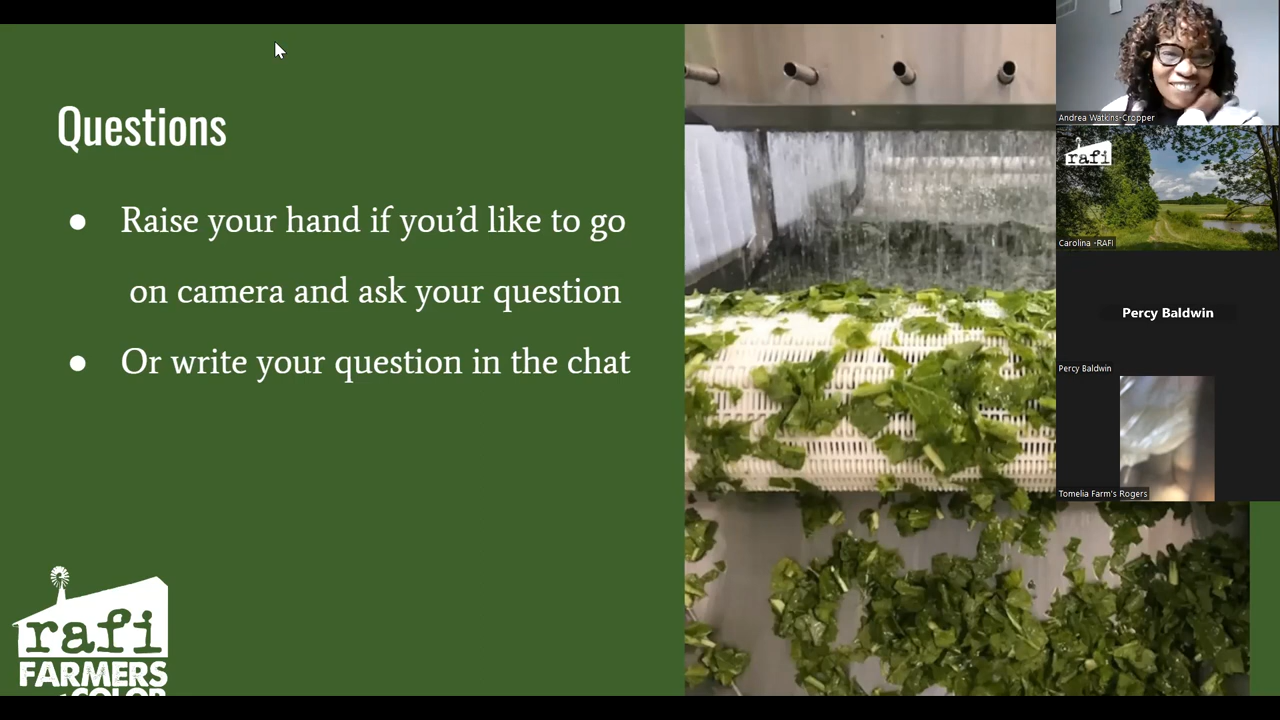 Questions
● Raise your hand if you’d like to go
on camera and ask your question
● Or write your question in the chat
rafi
FARMERS
COLOR
Andrea Watkins-Cropper
rafi
Carolina -RAFI
Percy Baldwin
Percy Baldwin
Tomelia Farm's Rogers